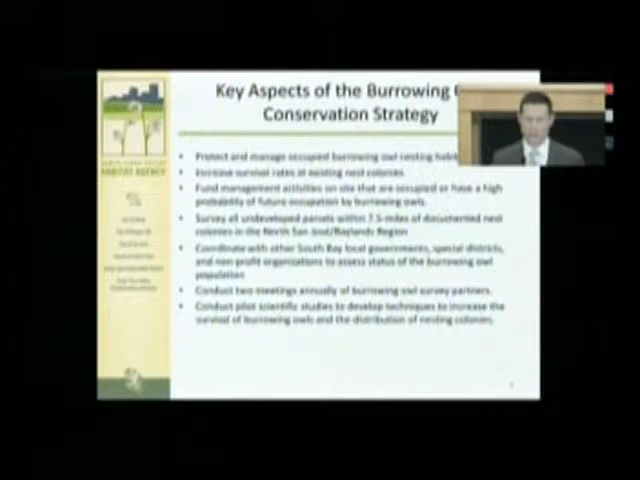 Key Aspects of the Burrowing
Conservation Strategy
HABITAT AGENCY
• Protect and manage occupied burrowing owl nesting
• Increase survival rates at existing nest colonies
• Fund management activities on site that are occupied or have a high
probability of future occupation by burrowing owls.
• Survey all undeveloped parcels within 7.5-miles of documented nest
colonies in the North San José/Baylands Region
• Coordinate with other South Bay local governments, special districts,
and non-profit organizations to assess status of the burrowing owl
population
• Conduct two meetings annually of burrowing owl survey partners.
• Conduct pilot scientific studies to develop techniques to increase the
survival of burrowing owls and the distribution of nesting colonies.